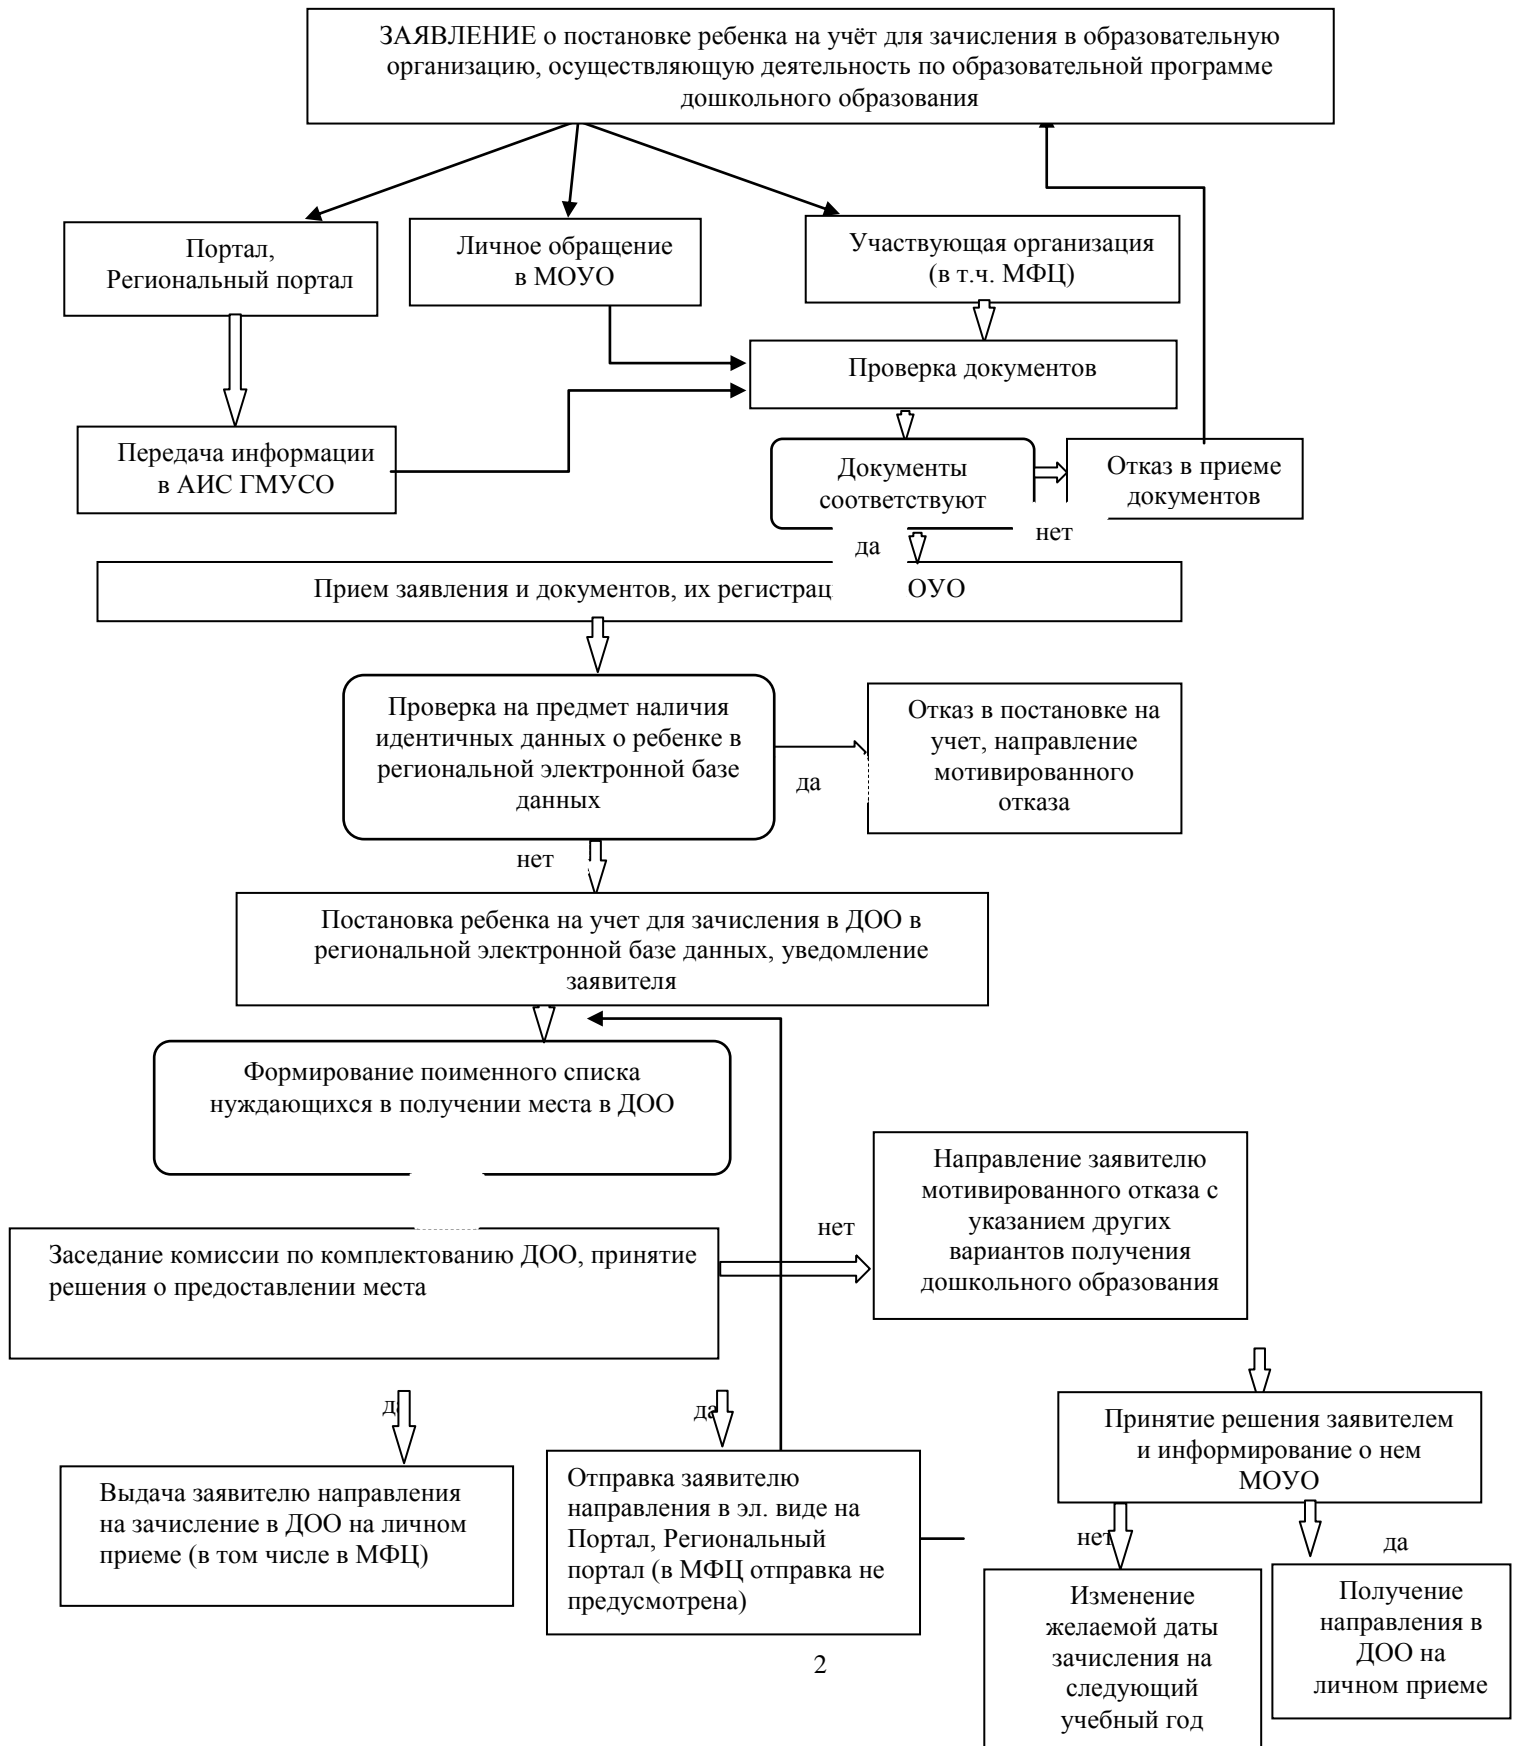 ЗАЯВЛЕНИЕ о постановке ребенка на учёт для зачисления в образовательную
организацию, осуществляющую деятельность по образовательной программе
дошкольного образования
Портал,
Региональный портал
Личное обращение
в МОУО
Участвующая организация
(в т.ч. МФЦ)
Проверка документов
Передача информации
в АИС ГМУСО
Документы
соответствуют
Отказ в приеме
документов
да
нет
Прием заявления и документов, их регистрац ОУО
Проверка на предмет наличия
идентичных данных о ребенке в
региональной электронной базе
данных
да
Отказ в постановке на
учет, направление
мотивированного
отказа
нет
Постановка ребенка на учет для зачисления в ДОО в
региональной электронной базе данных, уведомление
заявителя
Формирование поименного списка
нуждающихся в получении места в ДОО
Заседание комиссии по комплектованию ДОО, принятие
решения о предоставлении места
нет
Направление заявителю
мотивированного отказа с
указанием других
вариантов получения
дошкольного образования
да
да
Принятие решения заявителем
и информирование о нем
МОУО
Выдача заявителю направления
на зачисление в ДОО на личном
приеме (в том числе в МФЦ)
Отправка заявителю
направления в эл. виде на
Портал, Региональный
портал (в МФЦ отправка не
предусмотрена)
нет
да
Изменение
желаемой даты
зачисления на
следующий
учебный год
Получение
направления в
ДОО на
личном приеме
2